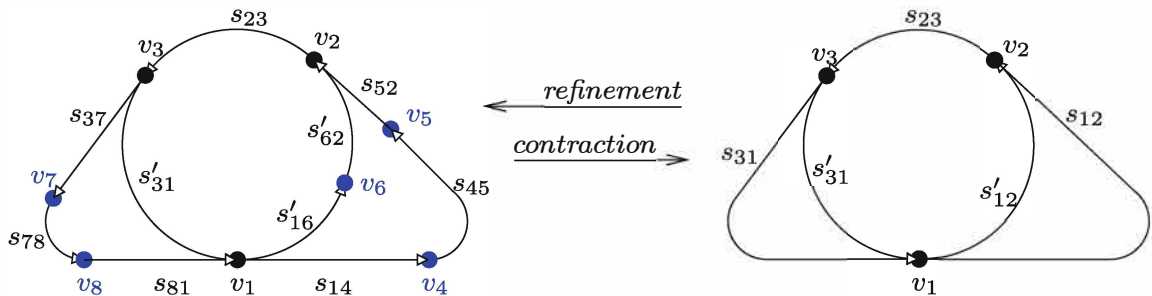 s₂₃
v₃
v₂
s₅₂
s₃₇
v₅
s′₆₂
v₇
s′₃₁
v₆
s₄₅
s′₁₆
s₇₈
v₈
s₈₁
v₁
s₁₄
v₄
refinement
contraction
s₂₃
v₃
v₂
s₁₂
s₃₁
s′₃₁
s′₁₂
v₁